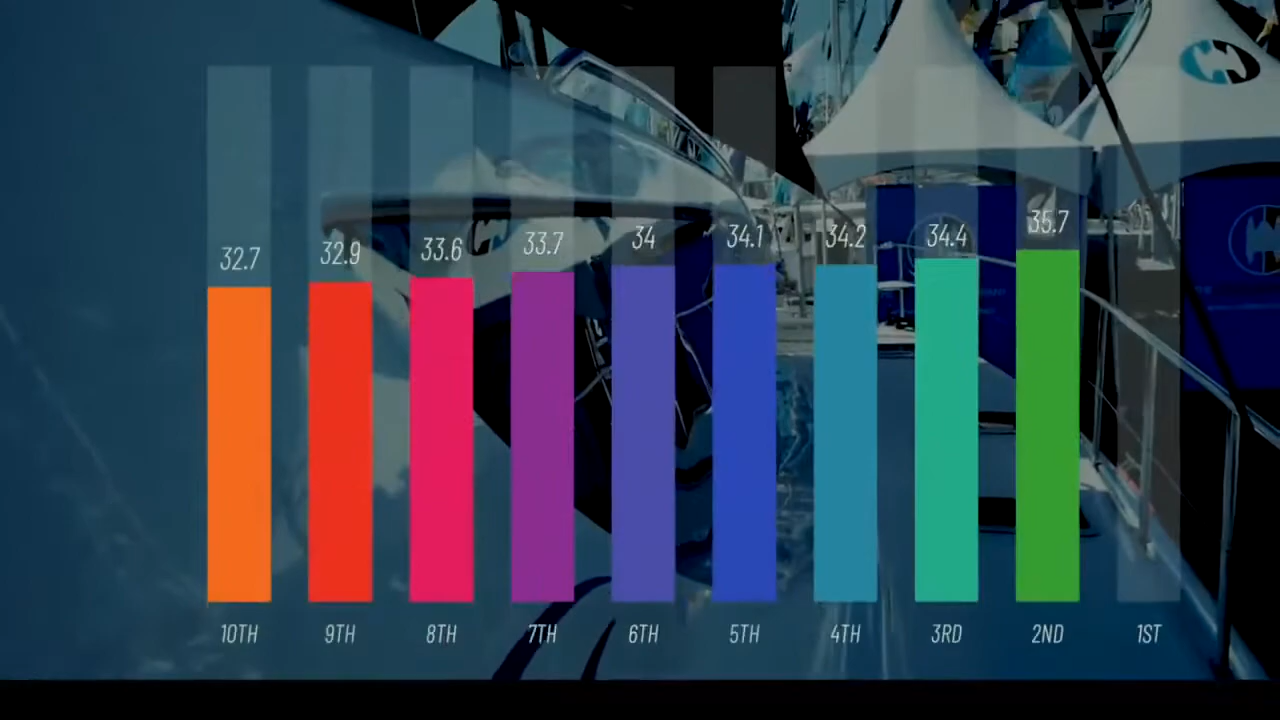 32.7
32.9
33.6
33.7
34
34.1
34.2
34.4
35.7
10TH
9TH
8TH
7TH
6TH
5TH
4TH
3RD
2ND
1ST